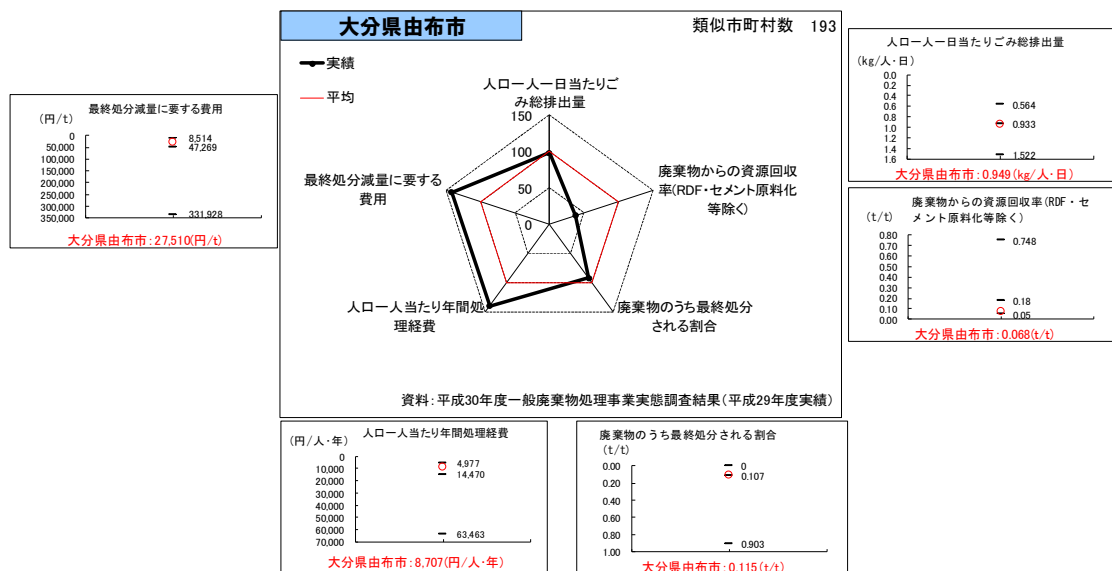 大分県由布市
類似市町村数 193
実績
平均
人口一人一日当たりご
み総排出量
廃棄物からの資源回収
率(RDF・セメント原料化
等除く)
廃棄物のうち最終処分
される割合
人口一人当たり年間処
理経費
最終処分減量に要する
費用
150
100
50
0
資料:平成30年度一般廃棄物処理事業実態調査結果(平成29年度実績)
最終処分減量に要する費用
(円/t)
0
50,000
100,000
150,000
200,000
250,000
300,000
350,000
8,514
47,269
331,928
大分県由布市:27,510(円/t)
人口一人一日当たりごみ総排出量
(kg/人・日)
0.0
0.2
0.4
0.6
0.8
1.0
1.2
1.4
1.6
0.564
0.933
1.522
大分県由布市:0.949(kg/人・日)
廃棄物からの資源回収率(RDF・セ
メント原料化等除く)
(t/t)
0.80
0.70
0.60
0.50
0.40
0.30
0.20
0.10
0.00
0.748
0.18
0.05
大分県由布市:0.068(t/t)
人口一人当たり年間処理経費
(円/人・年)
0
10,000
20,000
30,000
40,000
50,000
60,000
70,000
4,977
14,470
63,463
大分県由布市:8,707(円/人・年)
廃棄物のうち最終処分される割合
(t/t)
0.00
0.20
0.40
0.60
0.80
1.00
0
0.107
0.903
大分県由布市:0.115(t/t)